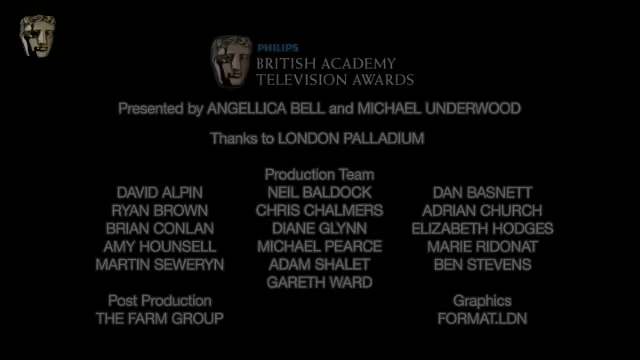 PHILIPS
BRITISH ACADEMY
TELEVISION AWARDS
Presented by ANGELLICA BELL and MICHAEL UNDERWOOD
Thanks to LONDON PALLADIUM
Production Team
DAVID ALPIN NEIL BALDOCK DAN BASNETT
RYAN BROWN CHRIS CHALMERS ADRIAN CHURCH
BRIAN CONLAN DIANE GLYNN ELIZABETH HODGES
AMY HOUNSELL MICHAEL PEARCE MARIE RIDONAT
MARTIN SEWERYN ADAM SHALET BEN STEVENS
GARETH WARD
Post Production Graphics
THE FARM GROUP FORMAT.LDN